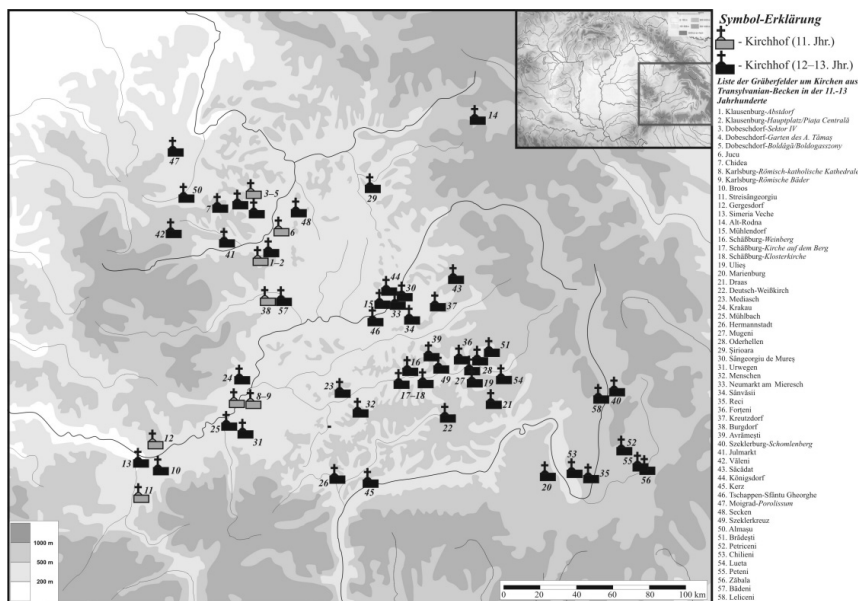 Symbol-Erklärung
- Kirchhof (11. Jhr.)
- Kirchhof (12–13. Jhr.)
Liste der Gräberfelder um Kirchen aus
Transylvanian-Becken in der 11.-13
Jahrhunderte
1. Klausenburg-Abstdorf
2. Klausenburg-Hauptplatz/Piața Centrală
3. Dobeschdorf-Sektor IV
4. Dobeschdorf-Garten des A. Tămaş
5. Dobeschdorf-Boldâgă/Boldogasszony
6. Jucu
7. Chidea
8. Karlsburg-Römisch-katholische Kathedrale
9. Karlsburg-Römische Bäder
10. Broos
11. Streisângeorgiu
12. Gergesdorf
13. Simeria Veche
14. Alt-Rodna
15. Mühlendorf
16. Schäßburg-Weinberg
17. Schäßburg-Kirche auf dem Berg
18. Schäßburg-Klosterkirche
19. Ulieş
20. Marienburg
21. Draas
22. Deutsch-Weißkirch
23. Mediasch
24. Krakau
25. Mühlbach
26. Hermannstadt
27. Mugeni
28. Oderhellen
29. Şirioara
30. Sângeorgiu de Mureş
31. Urwegen
32. Menschen
33. Neumarkt am Mieresch
34. Sânvăsii
35. Reci
36. Forţeni
37. Kreutzdorf
38. Burgdorf
39. Avrămeşti
40. Szeklerburg-Schomlenberg
41. Julmarkt
42. Văleni
43. Săcădat
44. Königsdorf
45. Kerz
46. Tschappen-Sfântu Gheorghe
47. Moigrad-Porolissum
48. Secken
49. Szeklerkreuz
50. Almaşu
51. Brădeşti
52. Petriceni
53. Chilieni
54. Lueta
55. Peteni
56. Zăbala
57. Bădeni
58. Leliceni
14
47
50
3–5
29
7
48
42
6
41
1–2
44
43
30
38
57
15
33
37
46
34
39
36
51
16
28
24
49
27
19
54
23
17–18
8–9
40
58
32
21
22
25
31
12
52
13
10
53
55
56
26
45
20
35
11
1000 m
500 m
200 m
0
20
40
60
80
100 km